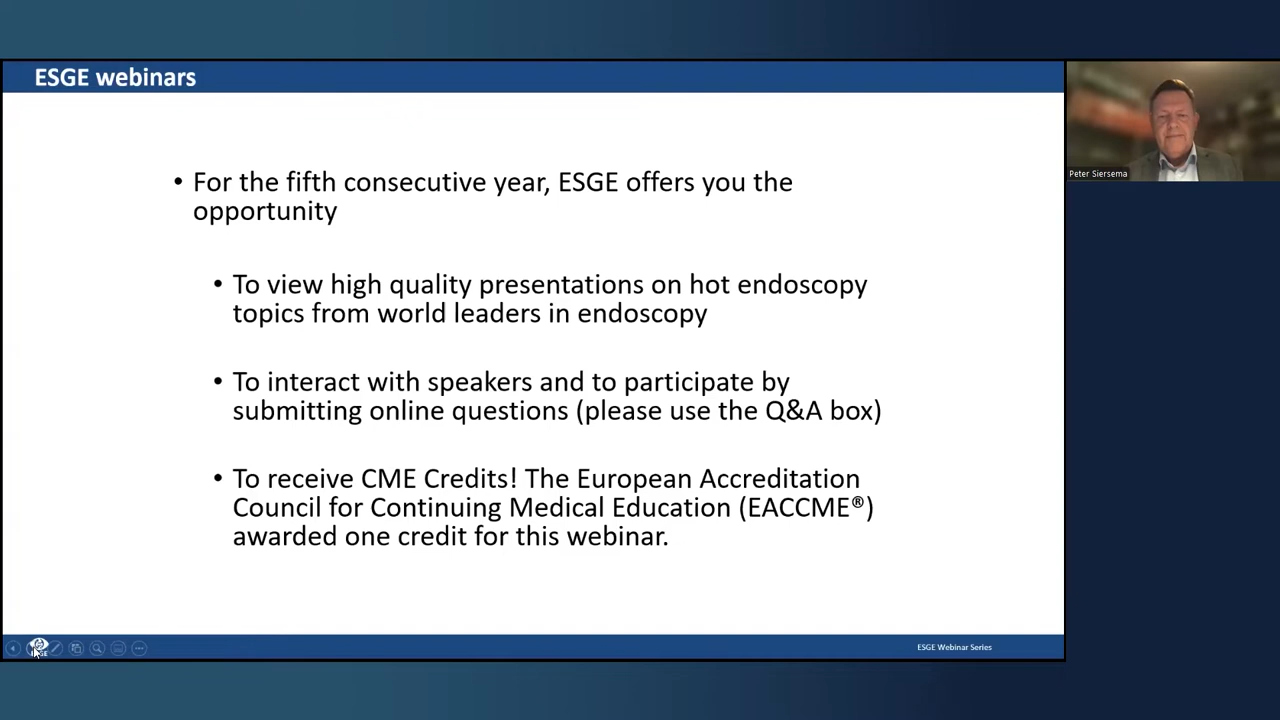 ESGE webinars
• For the fifth consecutive year, ESGE offers you the
opportunity
• To view high quality presentations on hot endoscopy
topics from world leaders in endoscopy
• To interact with speakers and to participate by
submitting online questions (please use the Q&A box)
• To receive CME Credits! The European Accreditation
Council for Continuing Medical Education (EACCME®)
awarded one credit for this webinar.
Peter Siersema
ESGE Webinar Series